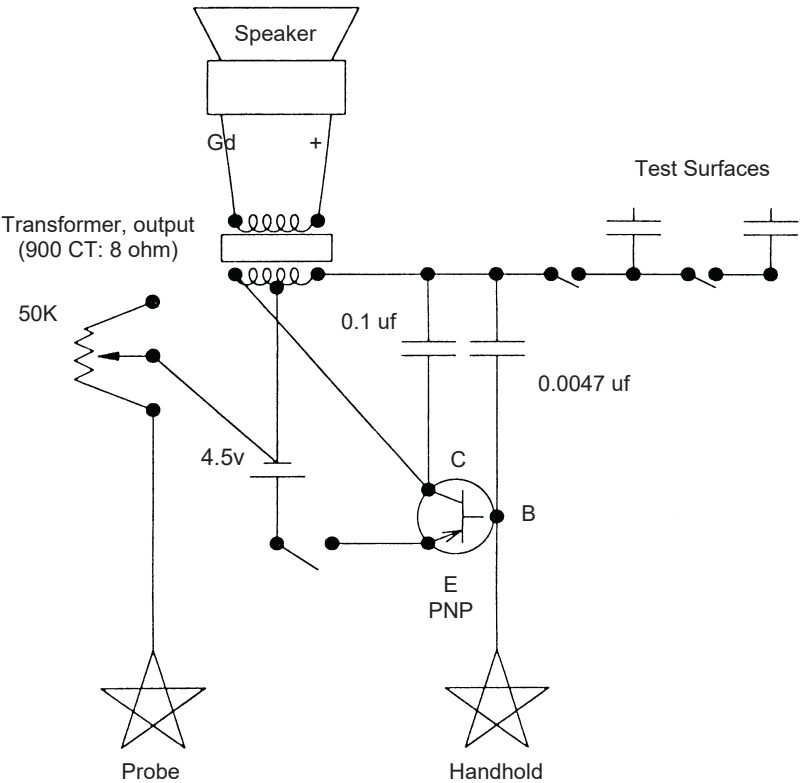 Speaker
Gd
+
Test Surfaces
Transformer, output
(900 CT: 8 ohm)
50K
0.1 uf
0.0047 uf
4.5v
C
B
E
PNP
Probe
Handhold